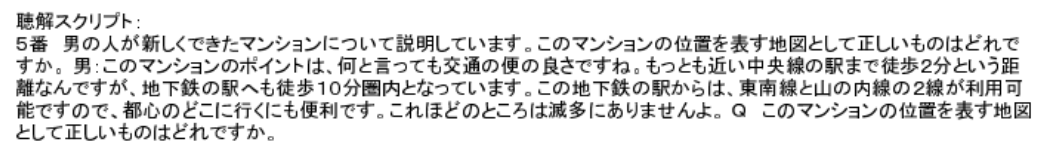 聴解スクリプト：
５番　男の人が新しくできたマンションについて説明しています。このマンションの位置を表す地図として正しいものはどれで
すか。 男：このマンションのポイントは、何と言っても交通の便の良さですね。もっとも近い中央線の駅まで徒歩２分という距
離なんですが、地下鉄の駅へも徒歩１０分圏内となっています。この地下鉄の駅からは、東南線と山の内線の２線が利用可
能ですので、都心のどこに行くにも便利です。これほどのところは滅多にありませんよ。 Ｑ　このマンションの位置を表す地図
として正しいものはどれですか。